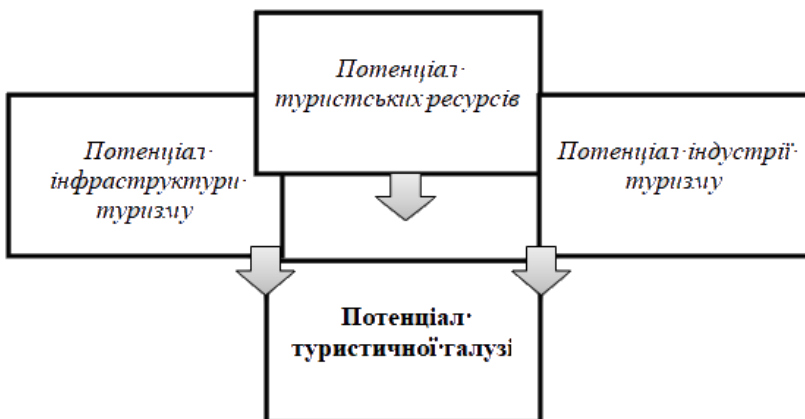 Потенціал·
туристських·ресурсів
Потенціал·
інфраструктури·
туризму
Потенціал·індустрії·
туризму
Потенціал·
туристичної·галузі